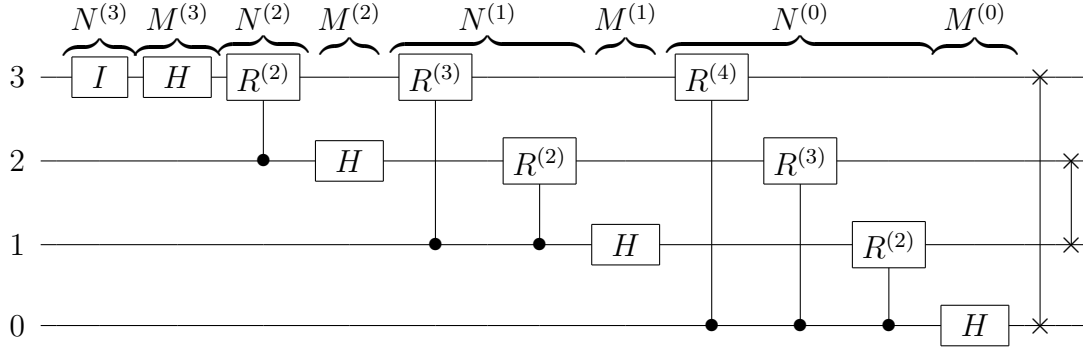 N^{(3)} M^{(3)} N^{(2)} M^{(2)} N^{(1)} M^{(1)} N^{(0)} M^{(0)}
3 I H R^{(2)} R^{(3)} R^{(4)}
2 H R^{(2)} R^{(3)}
1 H R^{(2)}
0 H